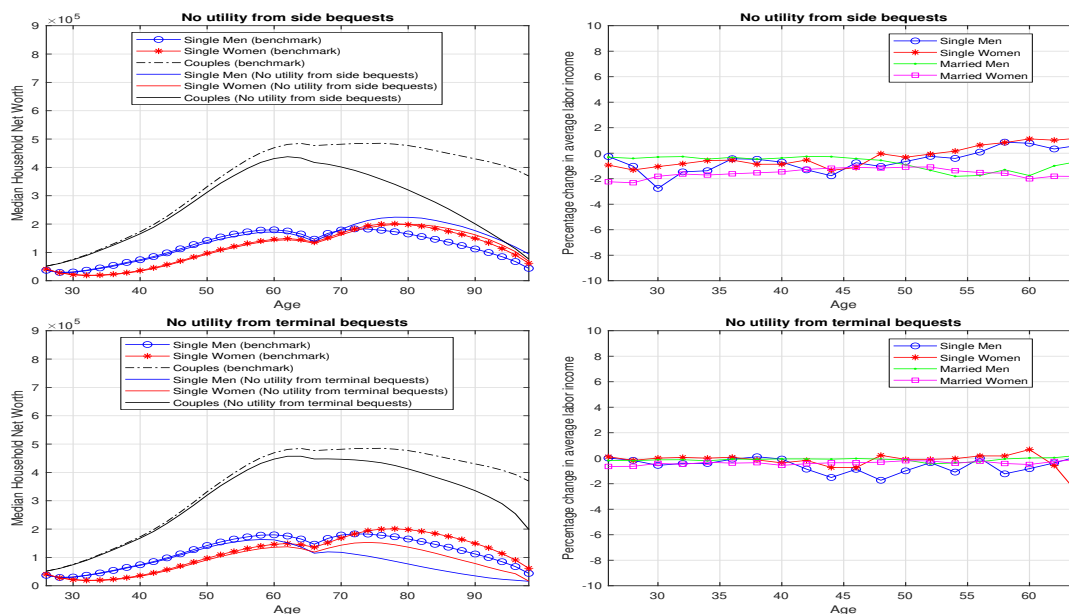 No utility from side bequests
×10⁵
9
8
7
6
5
4
3
2
1
0
Median Household Net Worth
Single Men (benchmark)
Single Women (benchmark)
Couples (benchmark)
Single Men (No utility from side bequests)
Single Women (No utility from side bequests)
Couples (No utility from side bequests)
30 40 50 60 70 80 90
Age
No utility from side bequests
10
8
6
4
2
0
-2
-4
-6
-8
-10
Percentage change in average labor income
Single Men
Single Women
Married Men
Married Women
30 35 40 45 50 55 60
Age
No utility from terminal bequests
×10⁵
9
8
7
6
5
4
3
2
1
0
Median Household Net Worth
Single Men (benchmark)
Single Women (benchmark)
Couples (benchmark)
Single Men (No utility from terminal bequests)
Single Women (No utility from terminal bequests)
Couples (No utility from terminal bequests)
30 40 50 60 70 80 90
Age
No utility from terminal bequests
10
8
6
4
2
0
-2
-4
-6
-8
-10
Percentage change in average labor income
Single Men
Single Women
Married Men
Married Women
30 35 40 45 50 55 60
Age